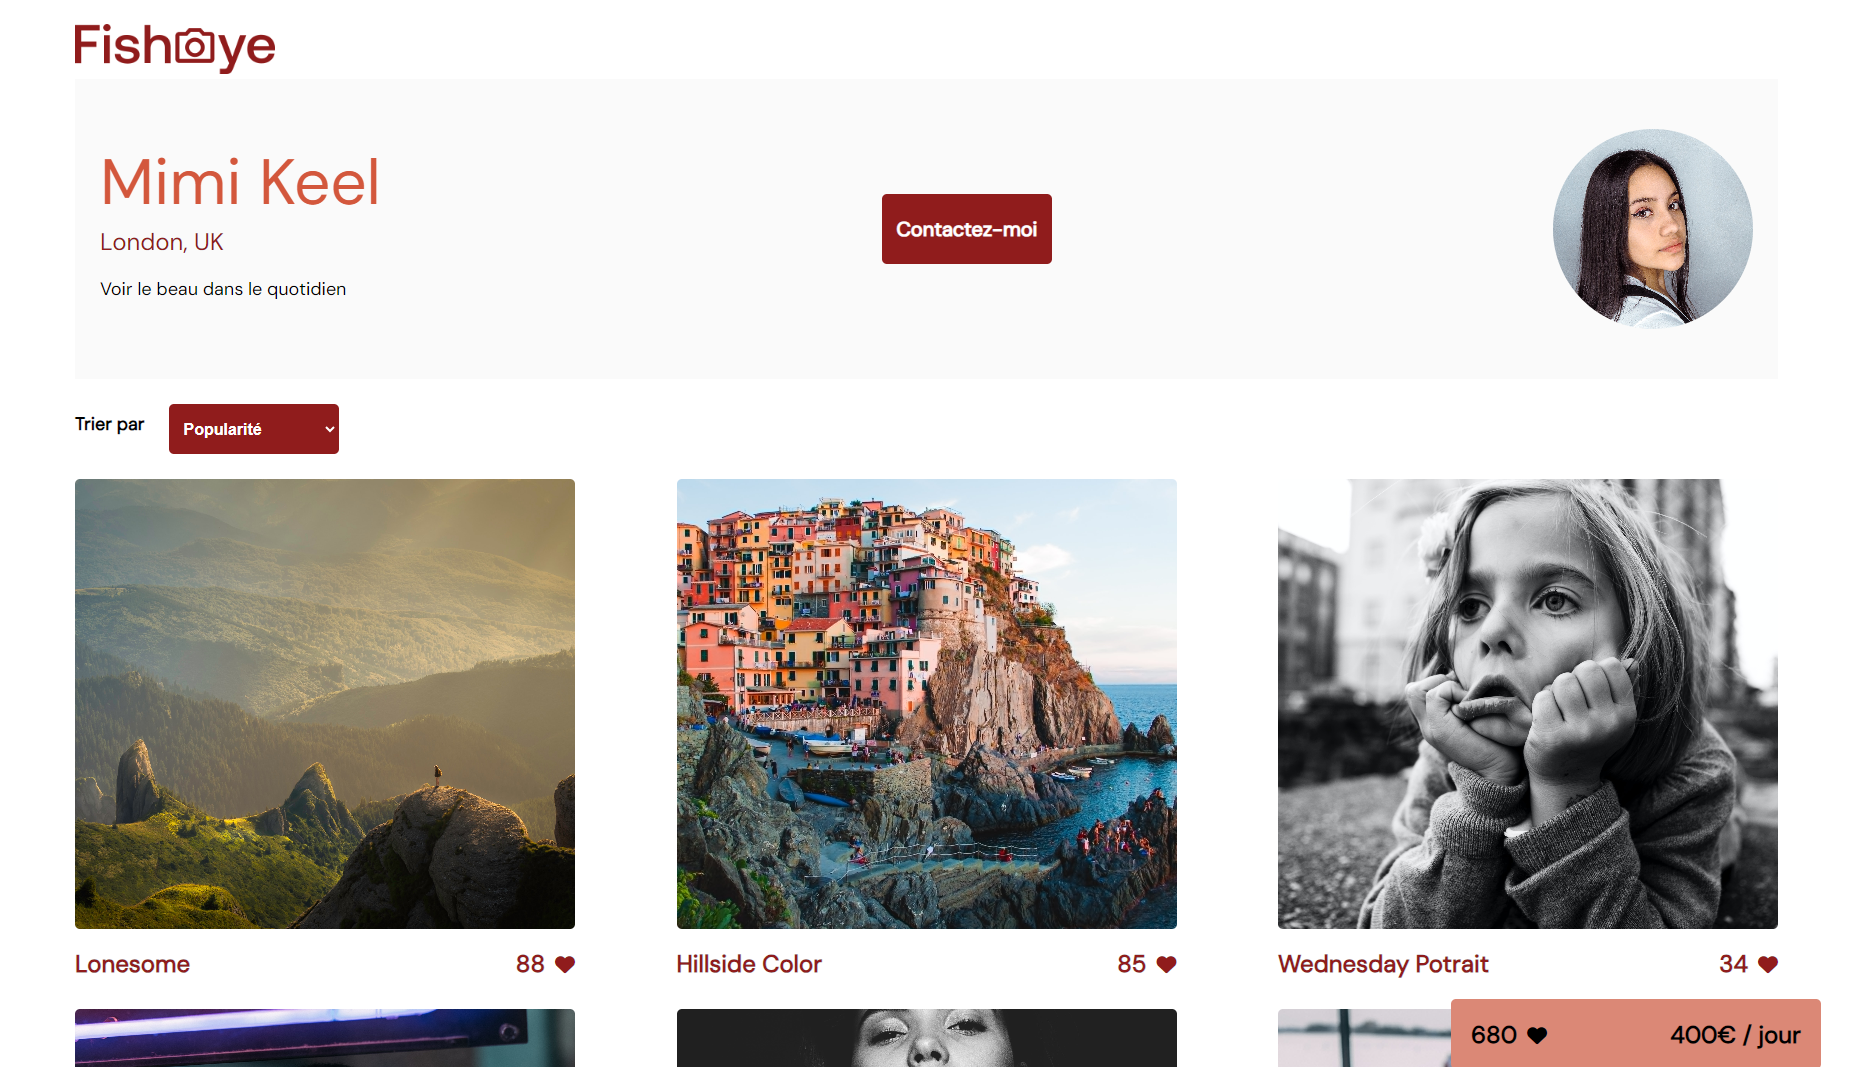 Fisheye
Mimi Keel
London, UK
Voir le beau dans le quotidien
Contactez-moi
Trier par
Popularité
Lonesome
88
Hillside Color
85
Wednesday Potrait
34
680
400€ / jour